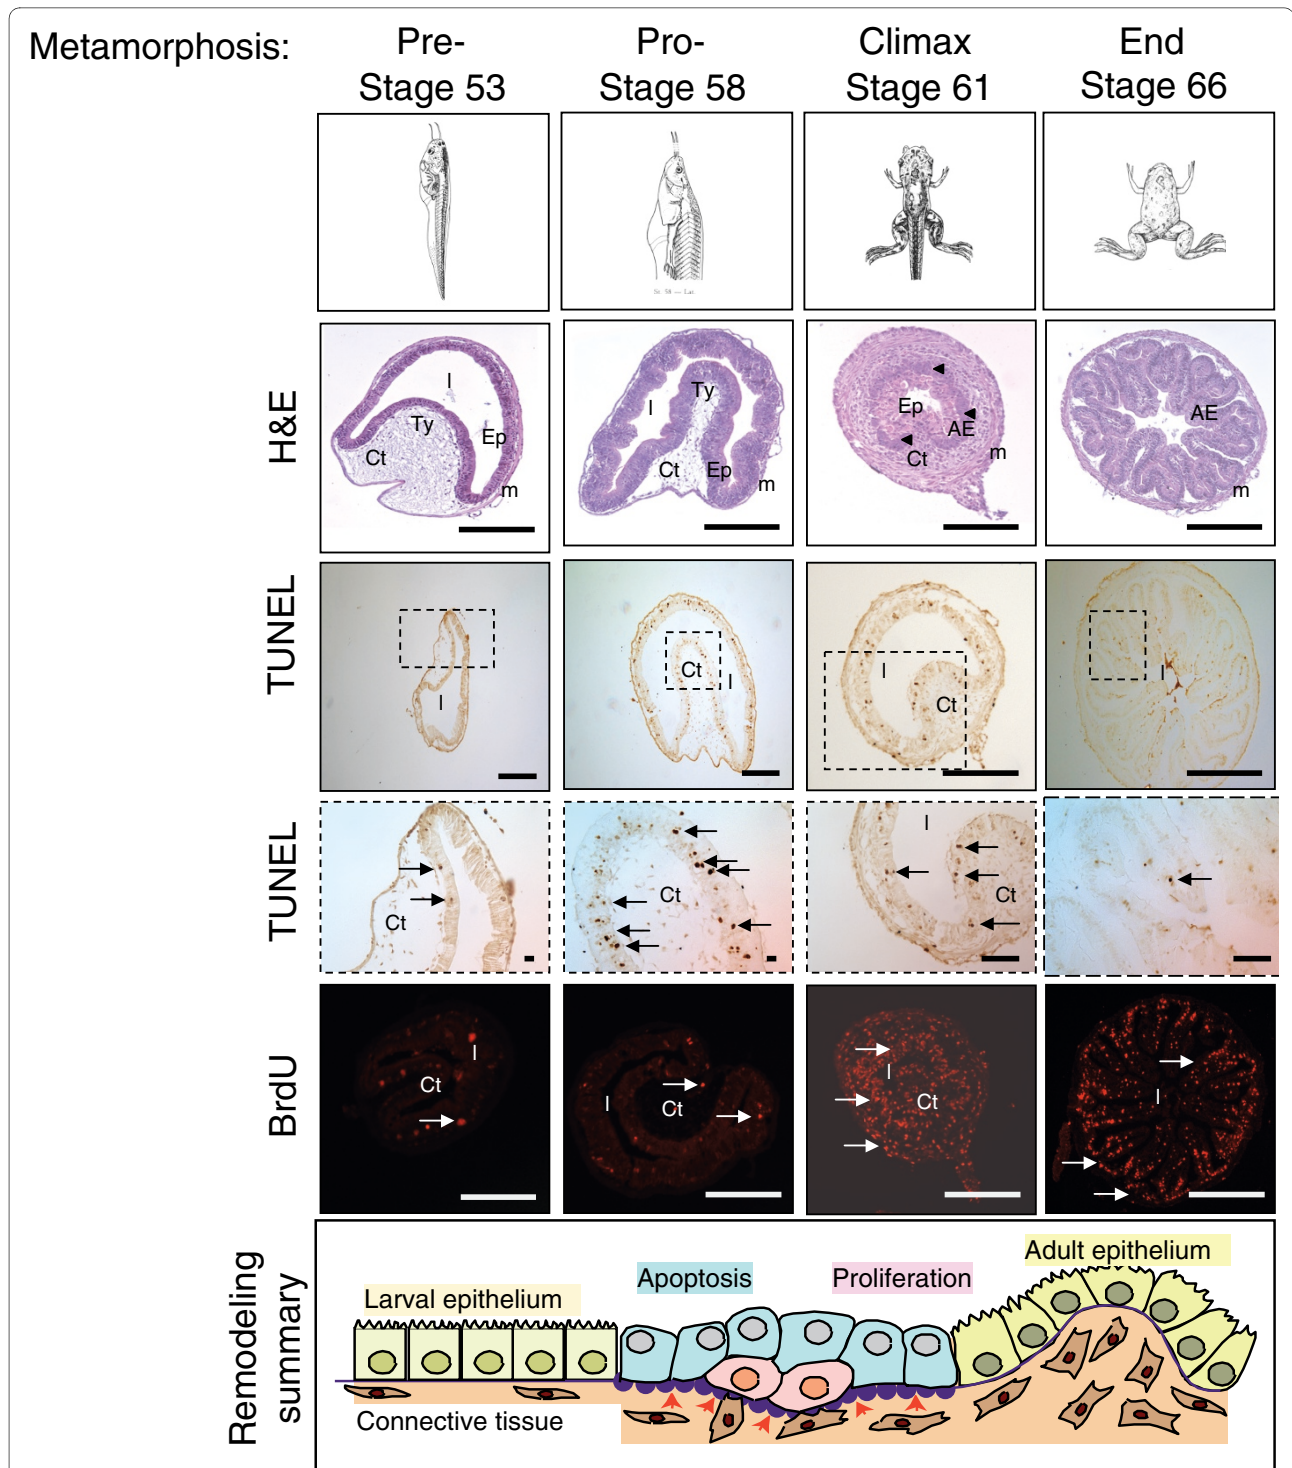 Metamorphosis:
Pre-
Stage 53
Pro-
Stage 58
Climax
Stage 61
End
Stage 66
St. 58 — Lat.
H&E
l
Ty
Ep
Ct
m
Ty
l
Ct
Ep
m
Ep
AE
Ct
m
AE
m
TUNEL
l
Ct
l
l
Ct
l
TUNEL
Ct
Ct
l
Ct
BrdU
l
Ct
l
Ct
l
Ct
l
Remodeling
summary
Larval epithelium
Apoptosis
Proliferation
Adult epithelium
Connective tissue